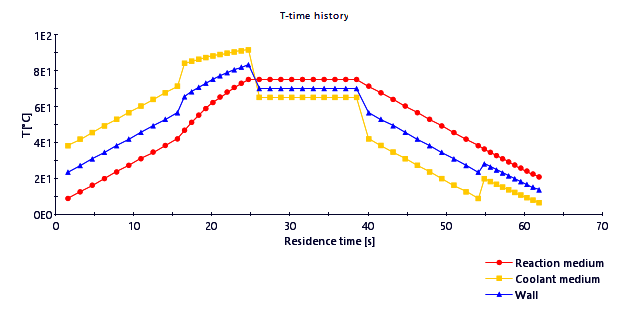 T-time history
1E2
8E1
6E1
4E1
2E1
0E0
T[°C]
0 10 20 30 40 50 60 70
Residence time [s]
Reaction medium
Coolant medium
Wall